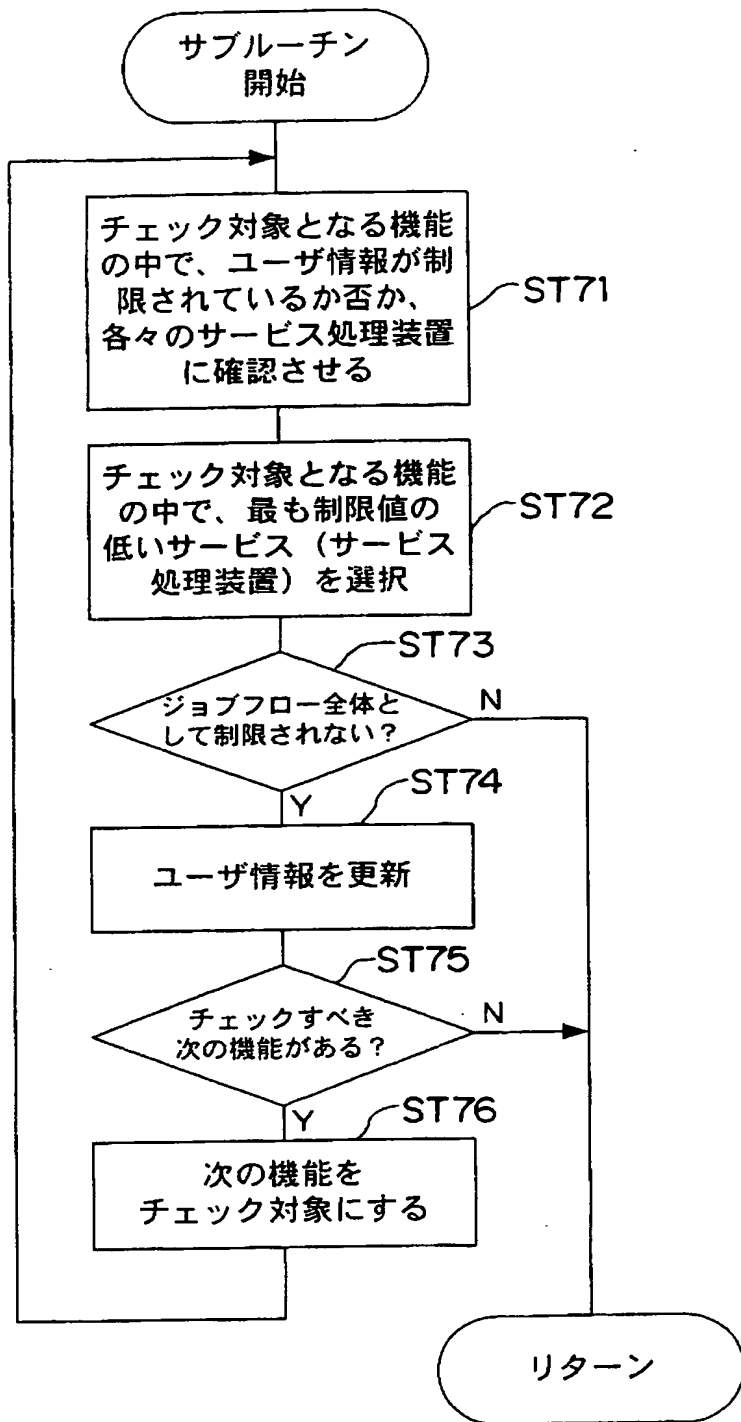 サブルーチン
開始
チェック対象となる機能
の中で、ユーザ情報が制
限されているか否か、
各々のサービス処理装置
に確認させる
ST71
チェック対象となる機能
の中で、最も制限値の
低いサービス（サービス
処理装置）を選択
ST72
ST73
ジョブフロー全体と
して制限されない？
N
Y
ST74
ユーザ情報を更新
ST75
チェックすべき
次の機能がある？
N
Y
ST76
次の機能を
チェック対象にする
リターン